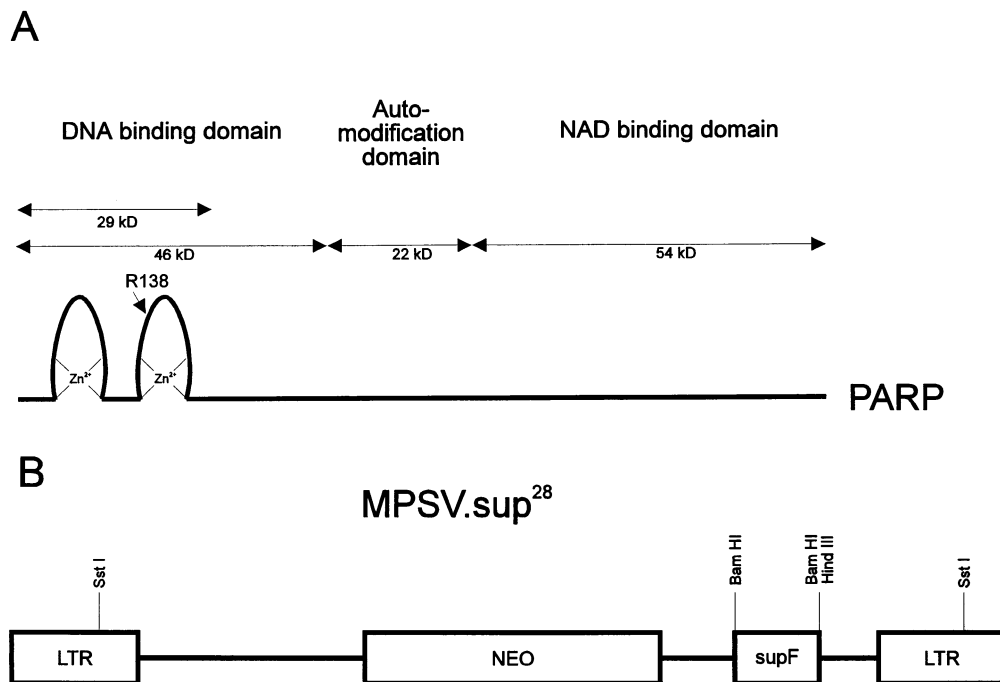 A
DNA binding domain
Auto-
modification
domain
NAD binding domain
29 kD
46 kD
22 kD
54 kD
R138
Zn²⁺
Zn²⁺
PARP
B
MPSV.sup²⁸
Sst I
Bam HI
Bam HI
Hind III
Sst I
LTR
NEO
supF
LTR